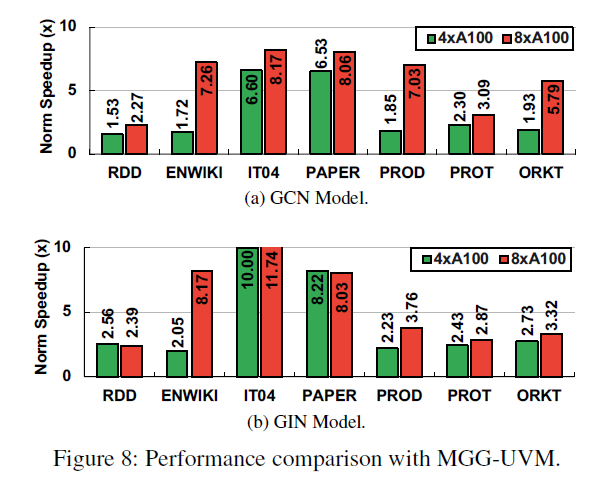 10
4xA100 8xA100
Norm Speedup (x)
5
0
1.53 2.27 1.72 7.26 6.60 8.17 6.53 8.06 1.85 7.03 2.30 3.09 1.93 5.79
RDD ENWIKI IT04 PAPER PROD PROT ORKT
(a) GCN Model.
10
4xA100 8xA100
Norm Speedup (x)
5
0
2.56 2.39 2.05 8.17 10.00 11.74 8.22 8.03 2.23 3.76 2.43 2.87 2.73 3.32
RDD ENWIKI IT04 PAPER PROD PROT ORKT
(b) GIN Model.
Figure 8: Performance comparison with MGG-UVM.